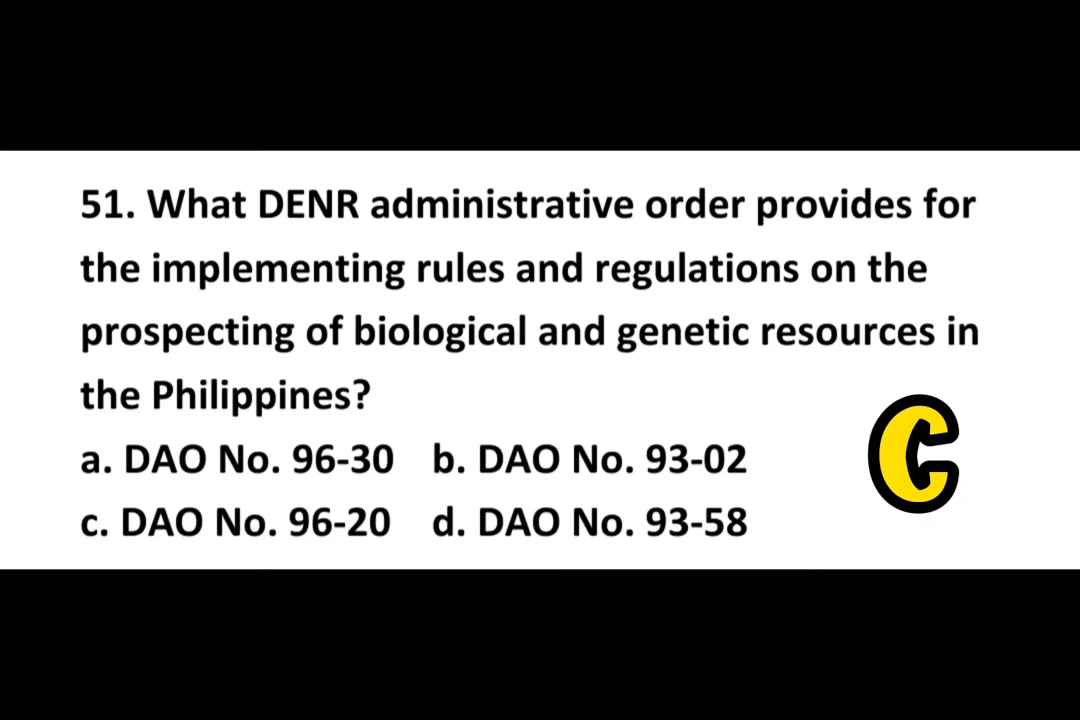 51. What DENR administrative order provides for
the implementing rules and regulations on the
prospecting of biological and genetic resources in
the Philippines?
a. DAO No. 96-30 b. DAO No. 93-02
c. DAO No. 96-20 d. DAO No. 93-58
C